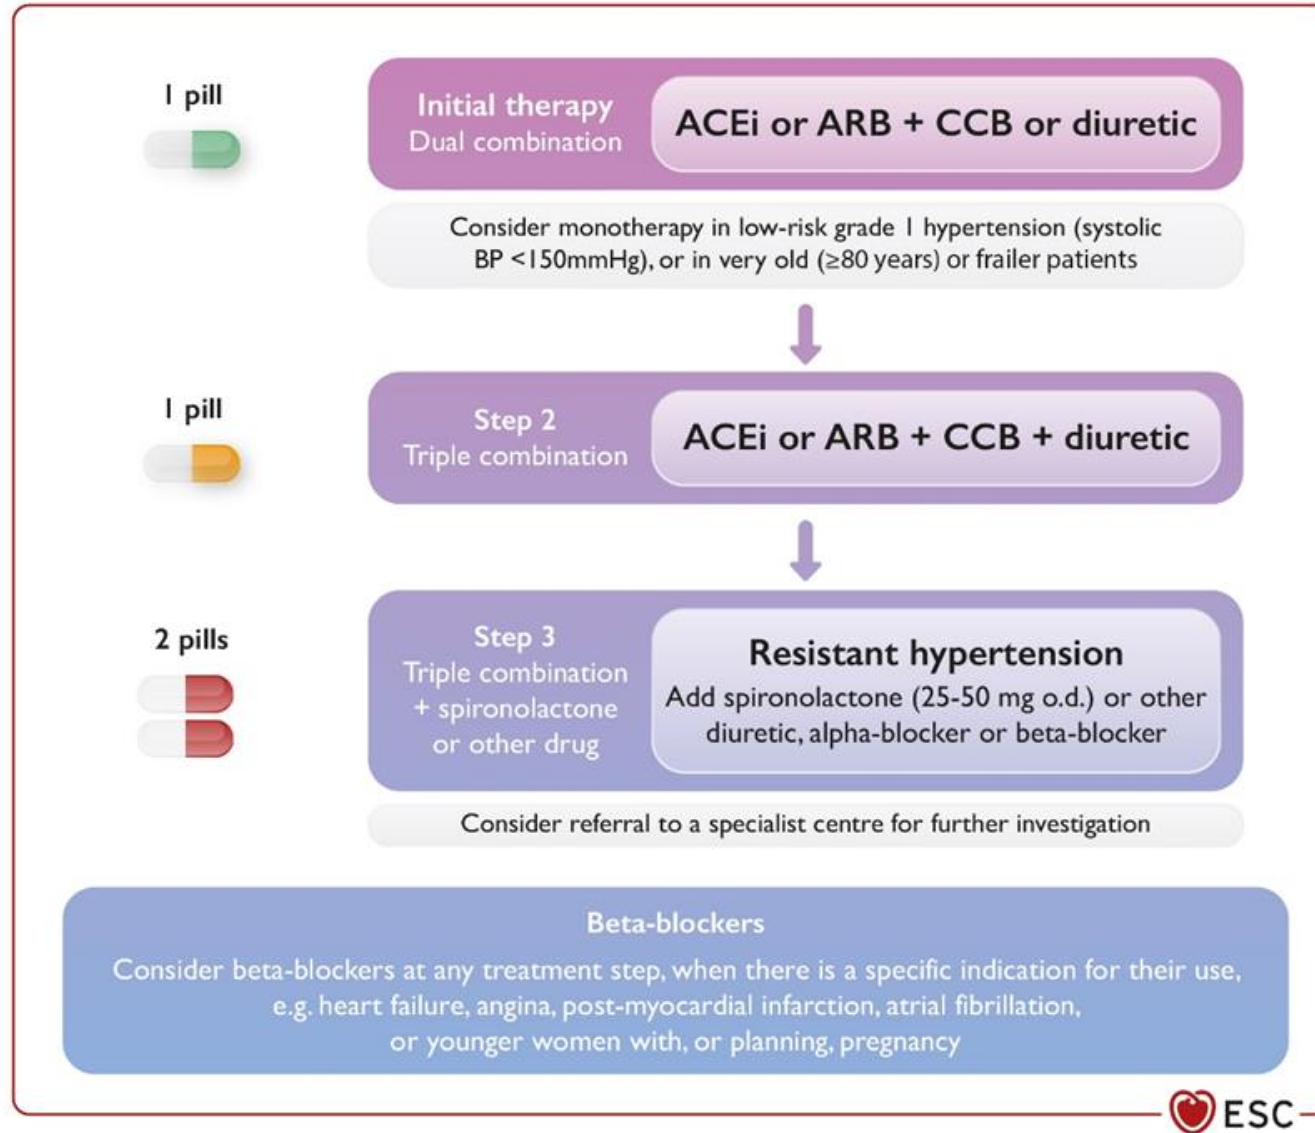 1 pill
Initial therapy
Dual combination
ACEi or ARB + CCB or diuretic
Consider monotherapy in low-risk grade 1 hypertension (systolic
BP <150mmHg), or in very old (≥80 years) or frailer patients
1 pill
Step 2
Triple combination
ACEi or ARB + CCB + diuretic
2 pills
Step 3
Triple combination
+ spironolactone
or other drug
Resistant hypertension
Add spironolactone (25-50 mg o.d.) or other
diuretic, alpha-blocker or beta-blocker
Consider referral to a specialist centre for further investigation
Beta-blockers
Consider beta-blockers at any treatment step, when there is a specific indication for their use,
e.g. heart failure, angina, post-myocardial infarction, atrial fibrillation,
or younger women with, or planning, pregnancy
ESC